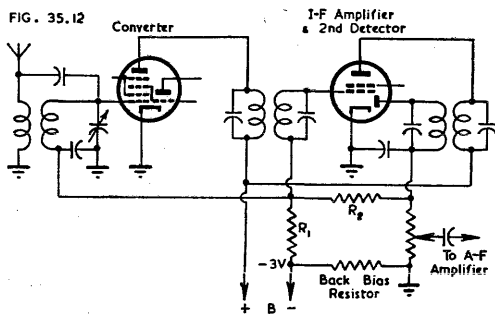 FIG. 35.12
Converter
I-F Amplifier
& 2nd Detector
R2
R1
-3V
Back Bias
Resistor
To A-F
Amplifier
+ B -